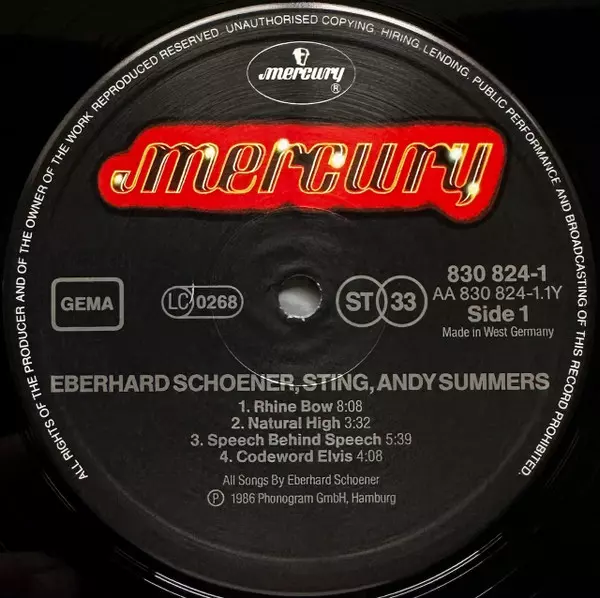 ALL RIGHTS OF THE PRODUCER AND OF THE OWNER OF THE WORK REPRODUCED RESERVED. UNAUTHORISED COPYING, HIRING, LENDING, PUBLIC PERFORMANCE AND BROADCASTING OF THIS RECORD PROHIBITED.
mercury
®
mercury
GEMA
LC 0268
ST 33
830 824-1
AA 830 824-1.1Y
Side 1
Made in West Germany
EBERHARD SCHOENER, STING, ANDY SUMMERS
1. Rhine Bow 8:08
2. Natural High 3:32
3. Speech Behind Speech 5:39
4. Codeword Elvis 4:08
All Songs By Eberhard Schoener
℗ 1986 Phonogram GmbH, Hamburg